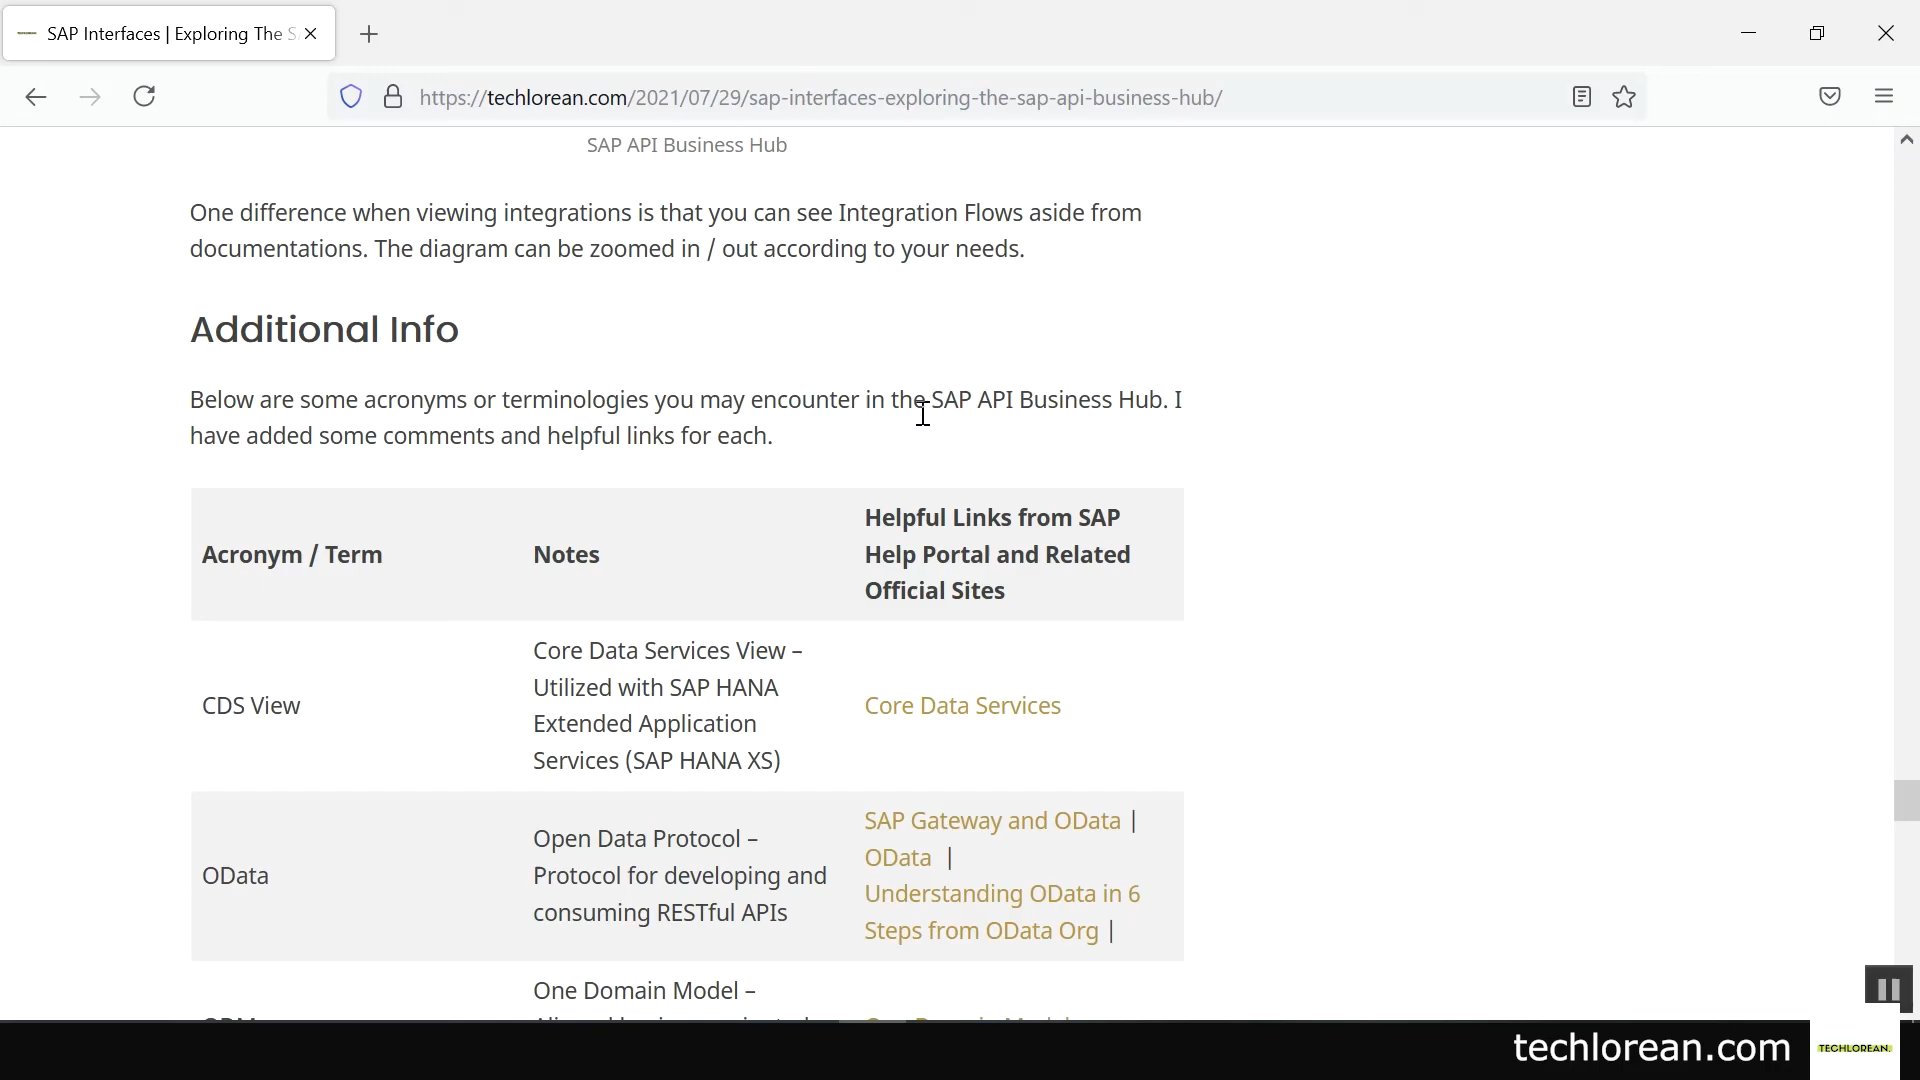 SAP Interfaces | Exploring The S
https://techlorean.com/2021/07/29/sap-interfaces-exploring-the-sap-api-business-hub/
SAP API Business Hub
One difference when viewing integrations is that you can see Integration Flows aside from
documentations. The diagram can be zoomed in / out according to your needs.
Additional Info
Below are some acronyms or terminologies you may encounter in the SAP API Business Hub. I
have added some comments and helpful links for each.
Acronym / Term
Notes
Helpful Links from SAP
Help Portal and Related
Official Sites
CDS View
Core Data Services View –
Utilized with SAP HANA
Extended Application
Services (SAP HANA XS)
Core Data Services
OData
Open Data Protocol –
Protocol for developing and
consuming RESTful APIs
SAP Gateway and OData |
OData |
Understanding OData in 6
Steps from OData Org |
One Domain Model –
techlorean.com
TECHLOREAN.